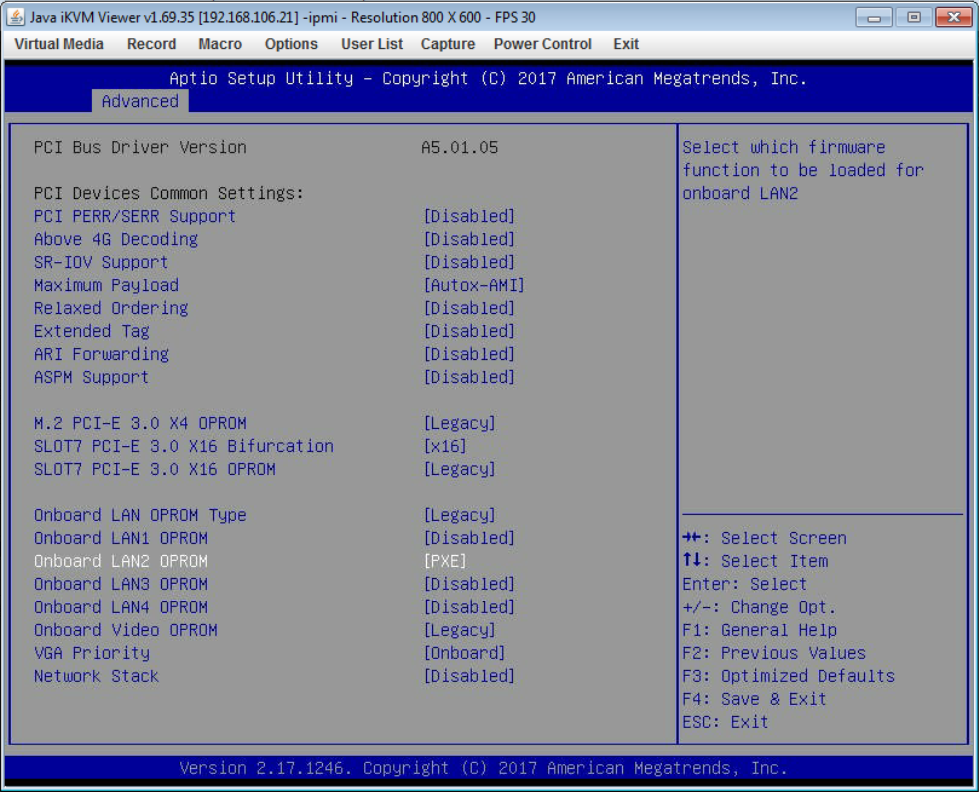 Java iKVM Viewer v1.69.35 [192.168.106.21] -ipmi - Resolution 800 X 600 - FPS 30
Virtual Media Record Macro Options User List Capture Power Control Exit
Aptio Setup Utility – Copyright (C) 2017 American Megatrends, Inc.
Advanced
PCI Bus Driver Version A5.01.05
PCI Devices Common Settings:
PCI PERR/SERR Support [Disabled]
Above 4G Decoding [Disabled]
SR-IOV Support [Disabled]
Maximum Payload [Autox-AMI]
Relaxed Ordering [Disabled]
Extended Tag [Disabled]
ARI Forwarding [Disabled]
ASPM Support [Disabled]
M.2 PCI-E 3.0 X4 OPROM [Legacy]
SLOT7 PCI-E 3.0 X16 Bifurcation [x16]
SLOT7 PCI-E 3.0 X16 OPROM [Legacy]
Onboard LAN OPROM Type [Legacy]
Onboard LAN1 OPROM [Disabled]
Onboard LAN2 OPROM [PXE]
Onboard LAN3 OPROM [Disabled]
Onboard LAN4 OPROM [Disabled]
Onboard Video OPROM [Legacy]
VGA Priority [Onboard]
Network Stack [Disabled]
Select which firmware
function to be loaded for
onboard LAN2
→←: Select Screen
↑↓: Select Item
Enter: Select
+/-: Change Opt.
F1: General Help
F2: Previous Values
F3: Optimized Defaults
F4: Save & Exit
ESC: Exit
Version 2.17.1246. Copyright (C) 2017 American Megatrends, Inc.